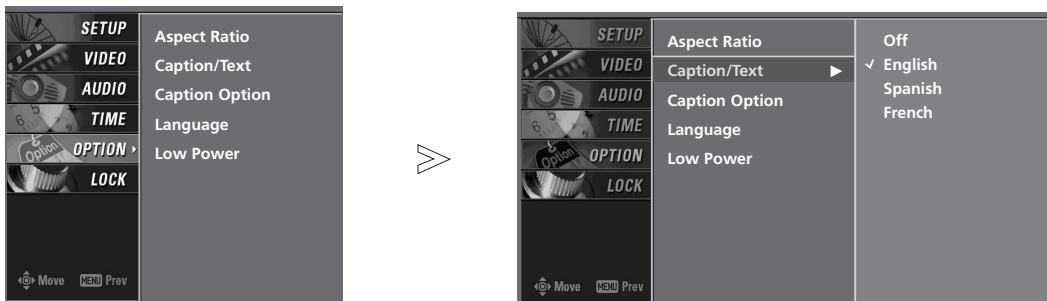 SETUP
VIDEO
AUDIO
TIME
Option
OPTION
LOCK
Move MENU Prev
Aspect Ratio
Caption/Text
Caption Option
Language
Low Power
SETUP
VIDEO
AUDIO
TIME
Option
OPTION
LOCK
Move MENU Prev
Aspect Ratio
Caption/Text
Caption Option
Language
Low Power
Off
English
Spanish
French